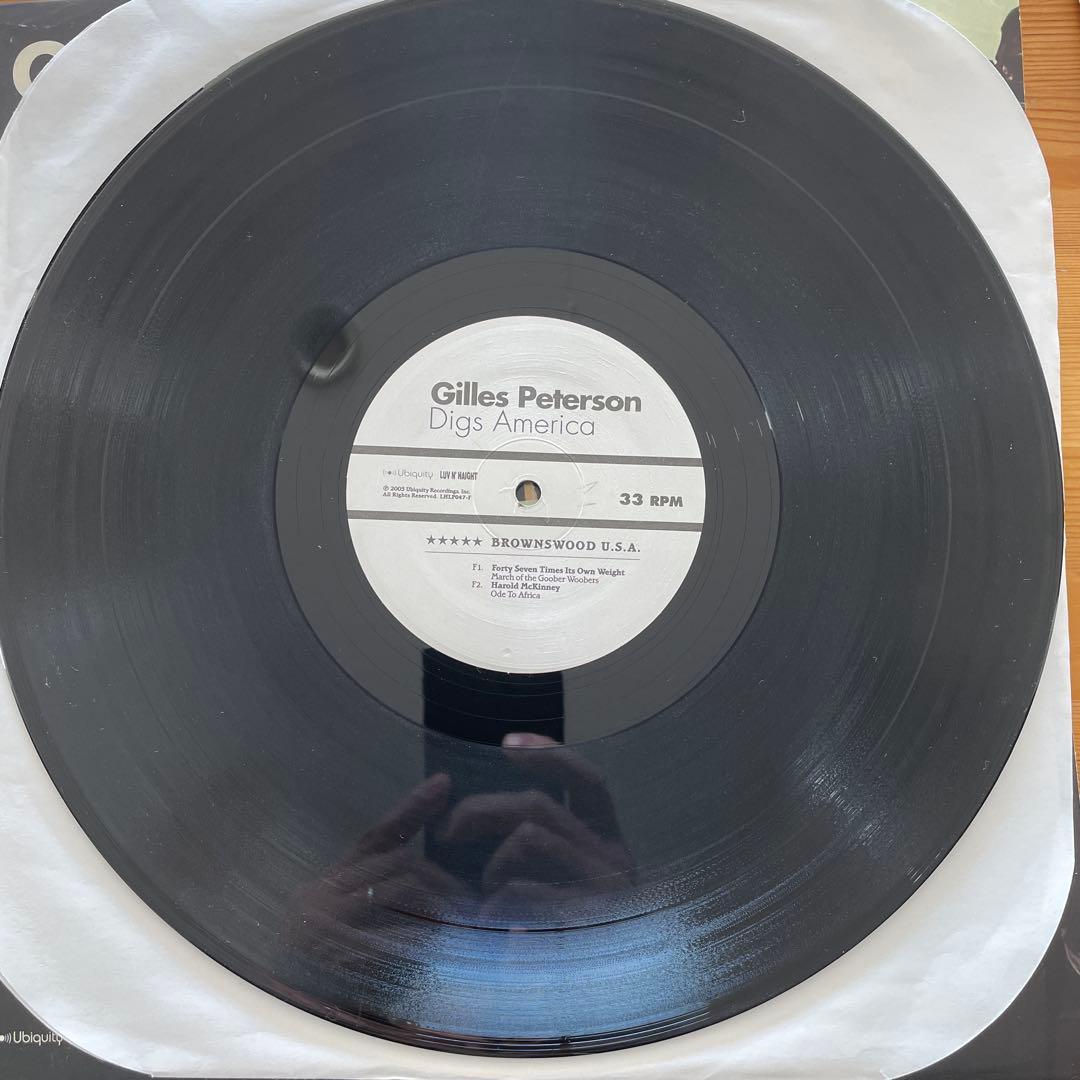 Gilles Peterson
Digs America
Ubiquity LUV N' HAIGHT
℗ 2005 Ubiquity Recordings, Inc.
All Rights Reserved. LHLP047-F
33 RPM
★★★★★ BROWNSWOOD U.S.A.
F1. Forty Seven Times Its Own Weight
March of the Goober Woobers
F2. Harold McKinney
Ode To Africa
Ubiquity